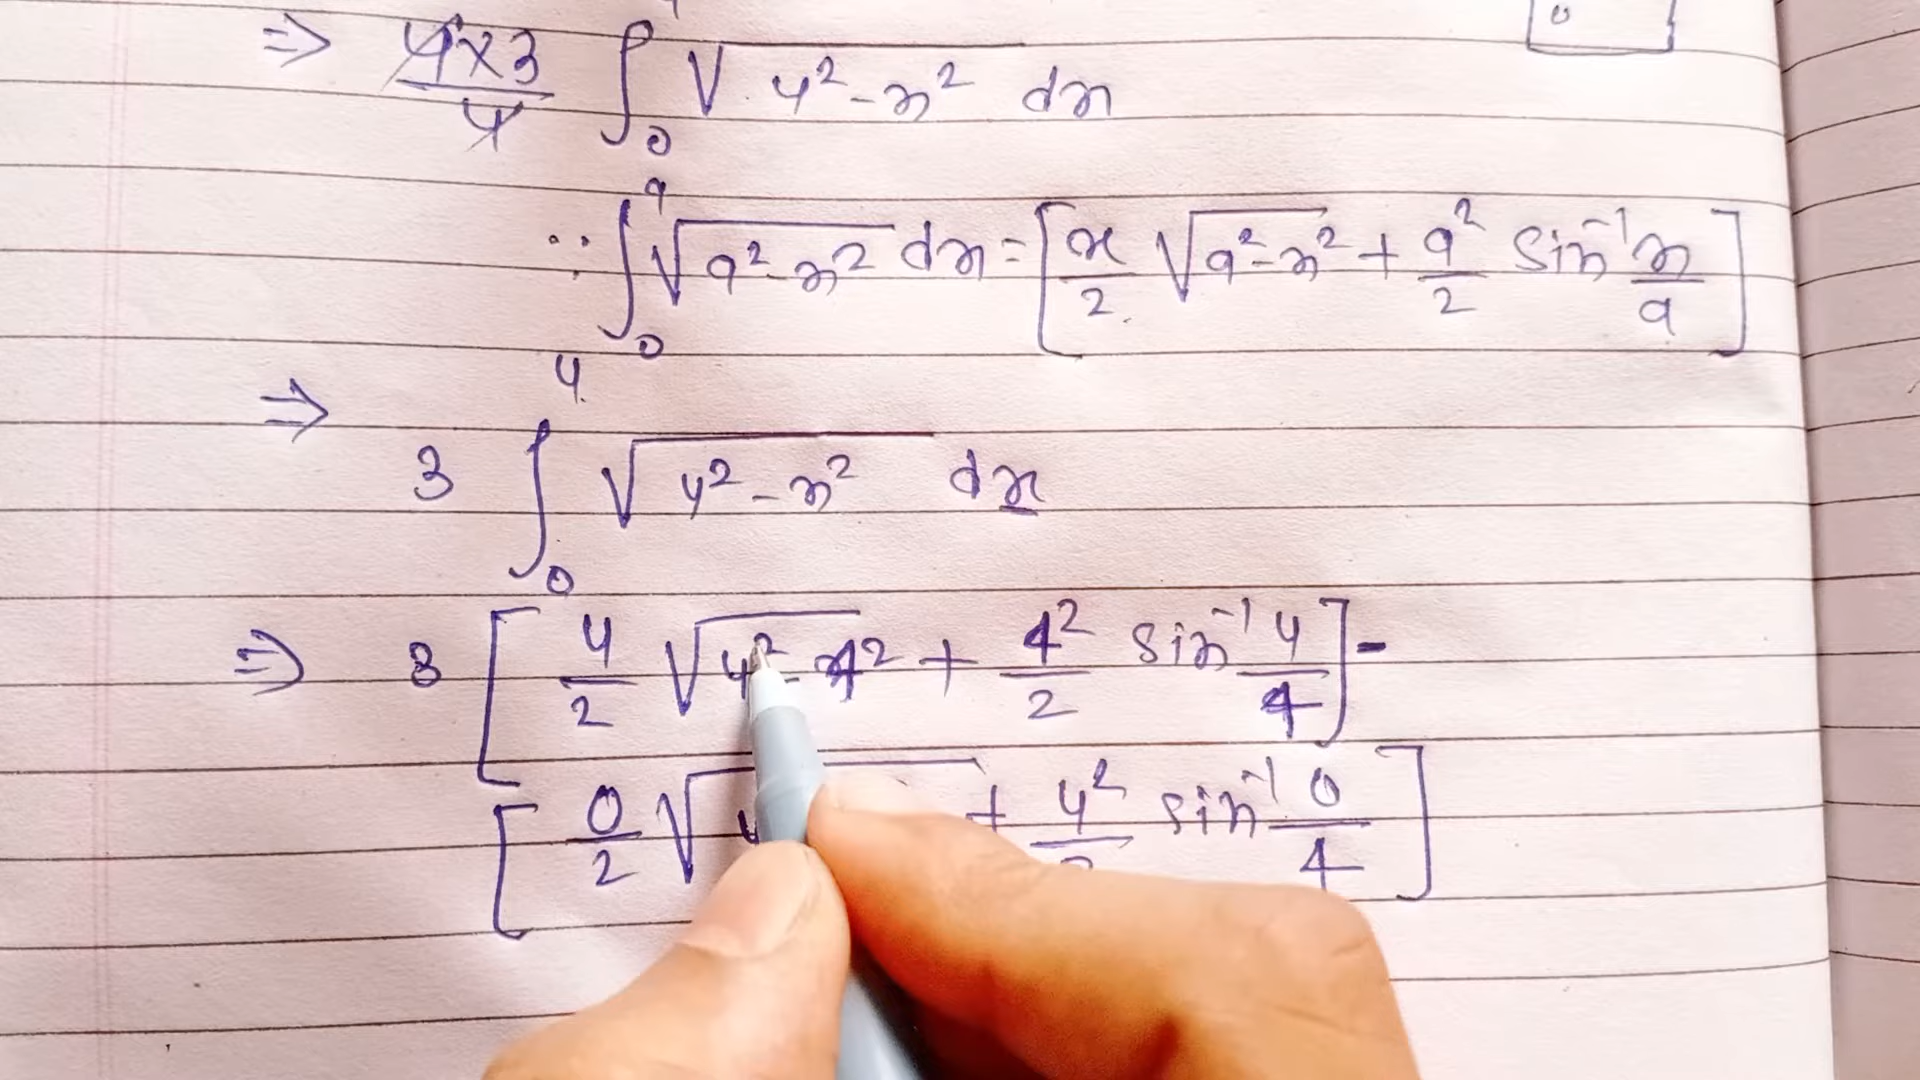 ⇒ 4×3/4 ∫₀ √4²-x² dx
∵ ∫₀ᵃ √a²-x² dx = [x/2 √a²-x² + a²/2 sin⁻¹ x/a]
⇒ 3 ∫₀⁴ √4²-x² dx
⇒ 3 [4/2 √4²-4² + 4²/2 sin⁻¹ 4/4] -
[0/2 √ + 4²/2 sin⁻¹ 0/4]